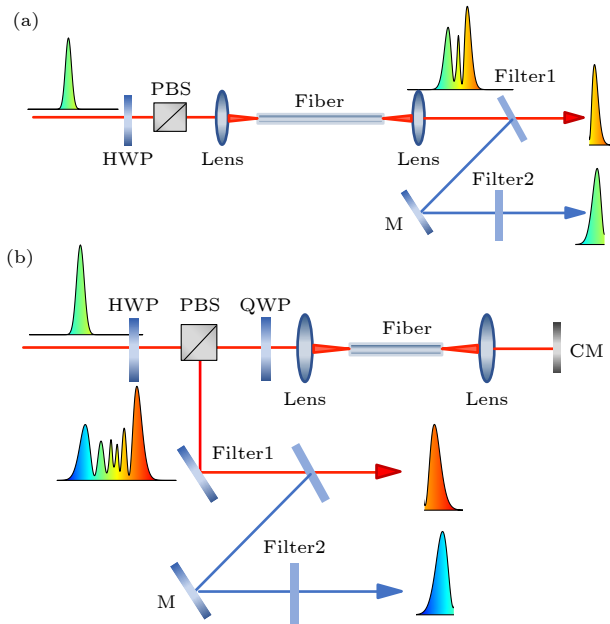 (a)
Filter1
PBS
Fiber
HWP
Lens
Lens
Filter2
M
(b)
HWP
PBS
QWP
Fiber
CM
Lens
Lens
Filter1
Filter2
M